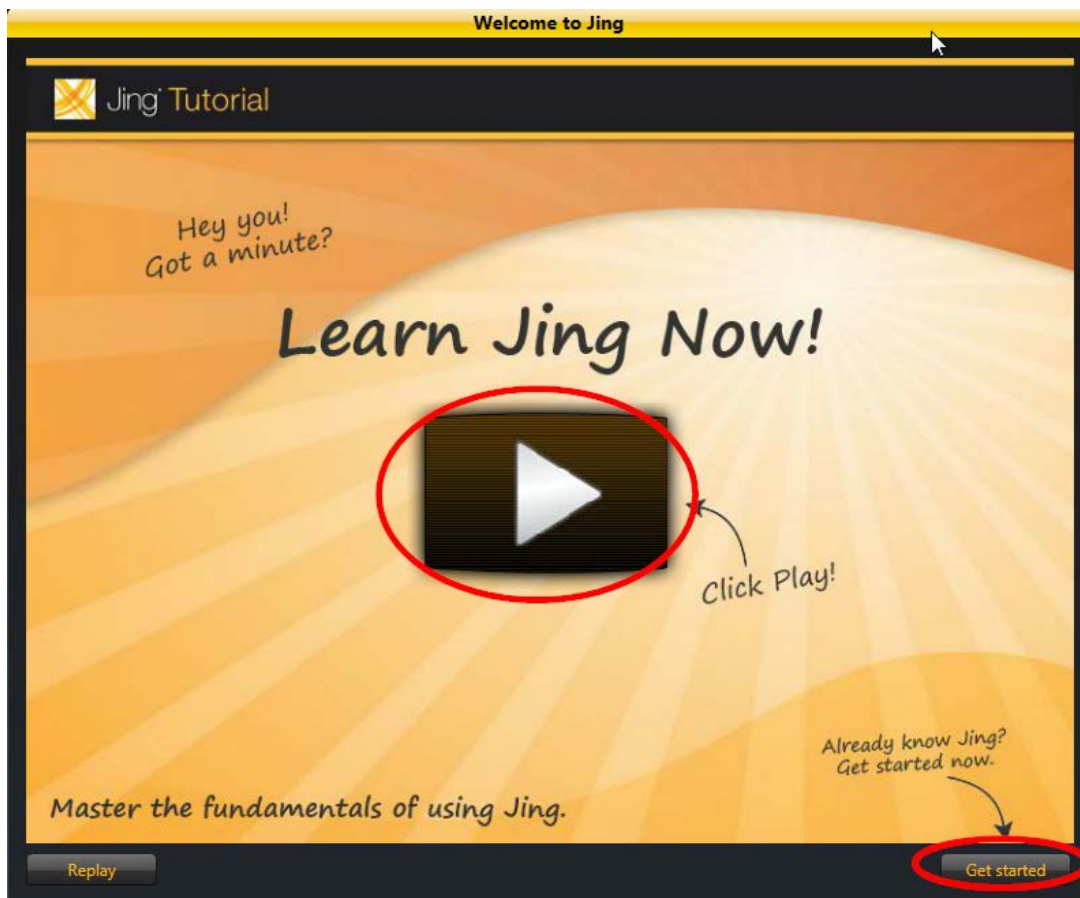 Welcome to Jing
Jing Tutorial
Hey you!
Got a minute?
Learn Jing Now!
Click Play!
Already know Jing?
Get started now.
Master the fundamentals of using Jing.
Replay
Get started